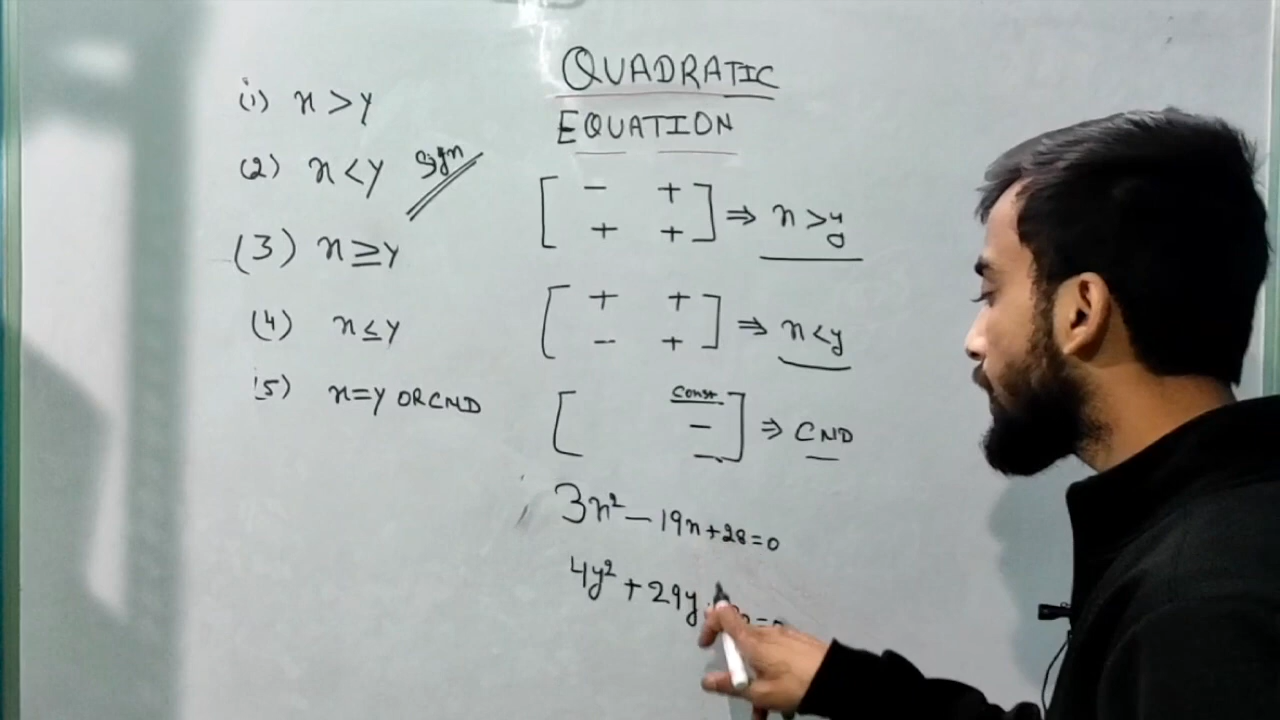 QUADRATIC
EQUATION
(1) x > y
(2) x < y Sign
(3) x ≥ y
(4) x ≤ y
(5) x=y OR CND
[ - +
+ + ] ⇒ x > y
[ + +
- + ] ⇒ x < y
[ Const
-
- ] ⇒ CND
3x² - 19x + 28 = 0
4y² + 29y